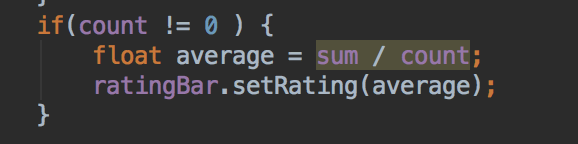 if(count != 0 ) {
float average = sum / count;
ratingBar.setRating(average);
}